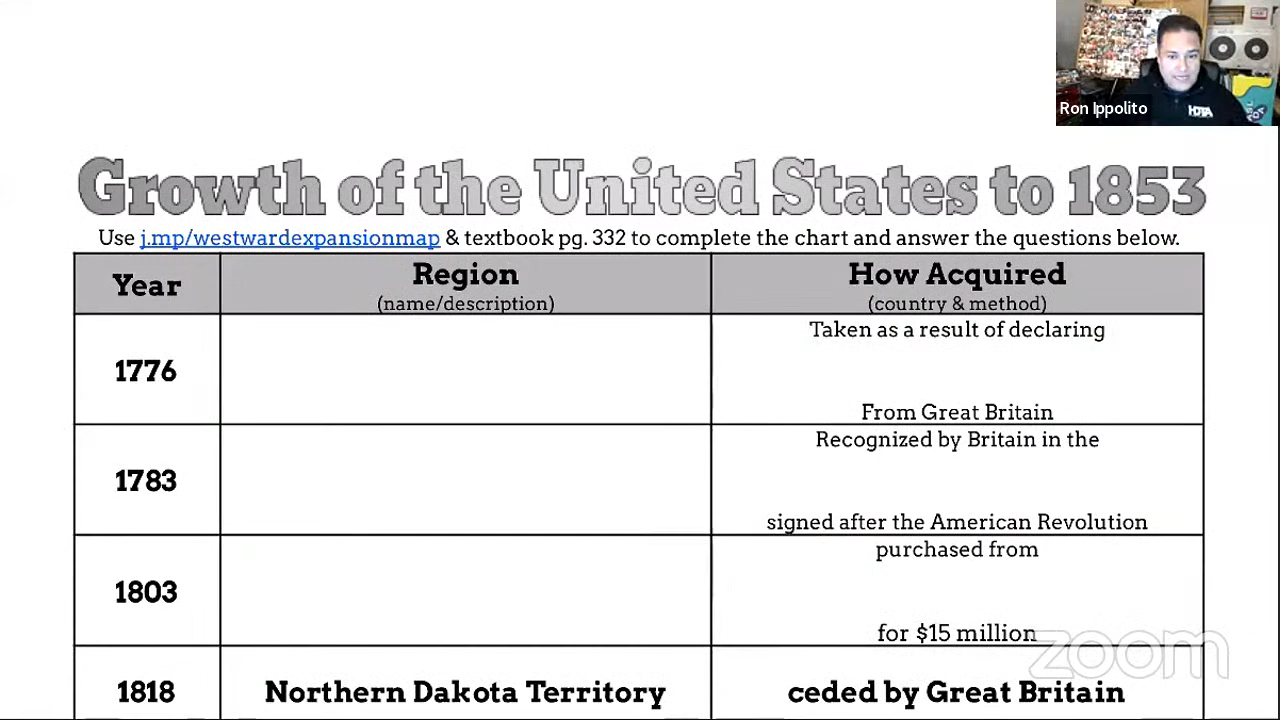 Ron Ippolito
HDTA
Growth of the United States to 1853
Use j.mp/westwardexpansionmap & textbook pg. 332 to complete the chart and answer the questions below.
Year
Region
(name/description)
How Acquired
(country & method)
1776
Taken as a result of declaring
From Great Britain
1783
Recognized by Britain in the
signed after the American Revolution
1803
purchased from
for $15 million
1818
Northern Dakota Territory
ceded by Great Britain
zoom